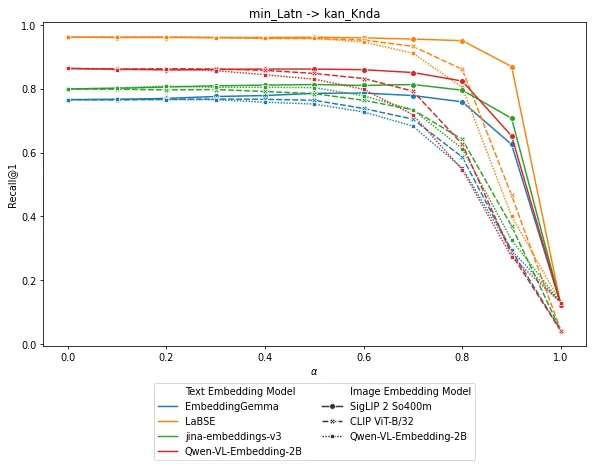 min_Latn -> kan_Knda
1.0
0.8
0.6
0.4
0.2
0.0
Recall@1
0.0 0.2 0.4 0.6 0.8 1.0
α
Text Embedding Model Image Embedding Model
EmbeddingGemma SigLIP 2 So400m
LaBSE CLIP ViT-B/32
jina-embeddings-v3 Qwen-VL-Embedding-2B
Qwen-VL-Embedding-2B